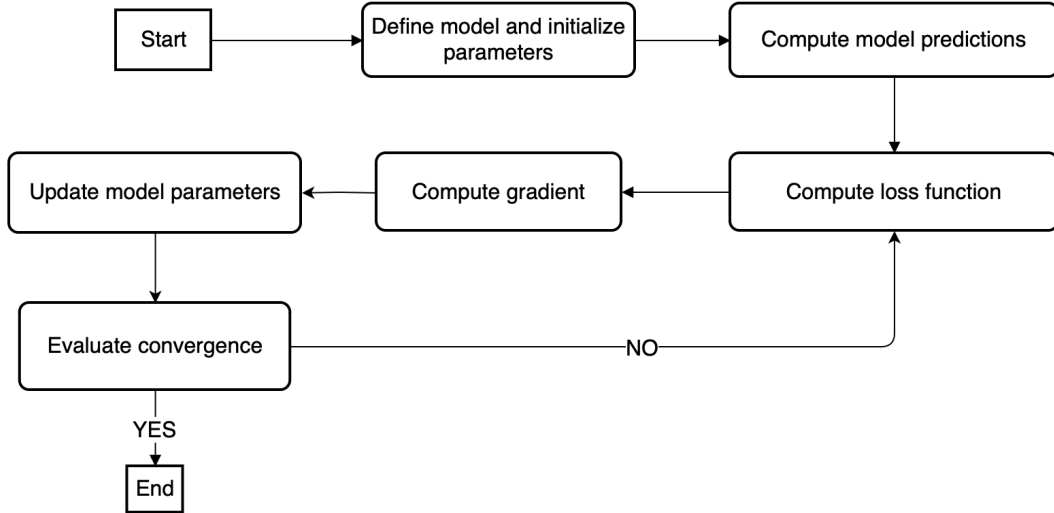 Start
Define model and initialize
parameters
Compute model predictions
Update model parameters
Compute gradient
Compute loss function
Evaluate convergence
NO
YES
End